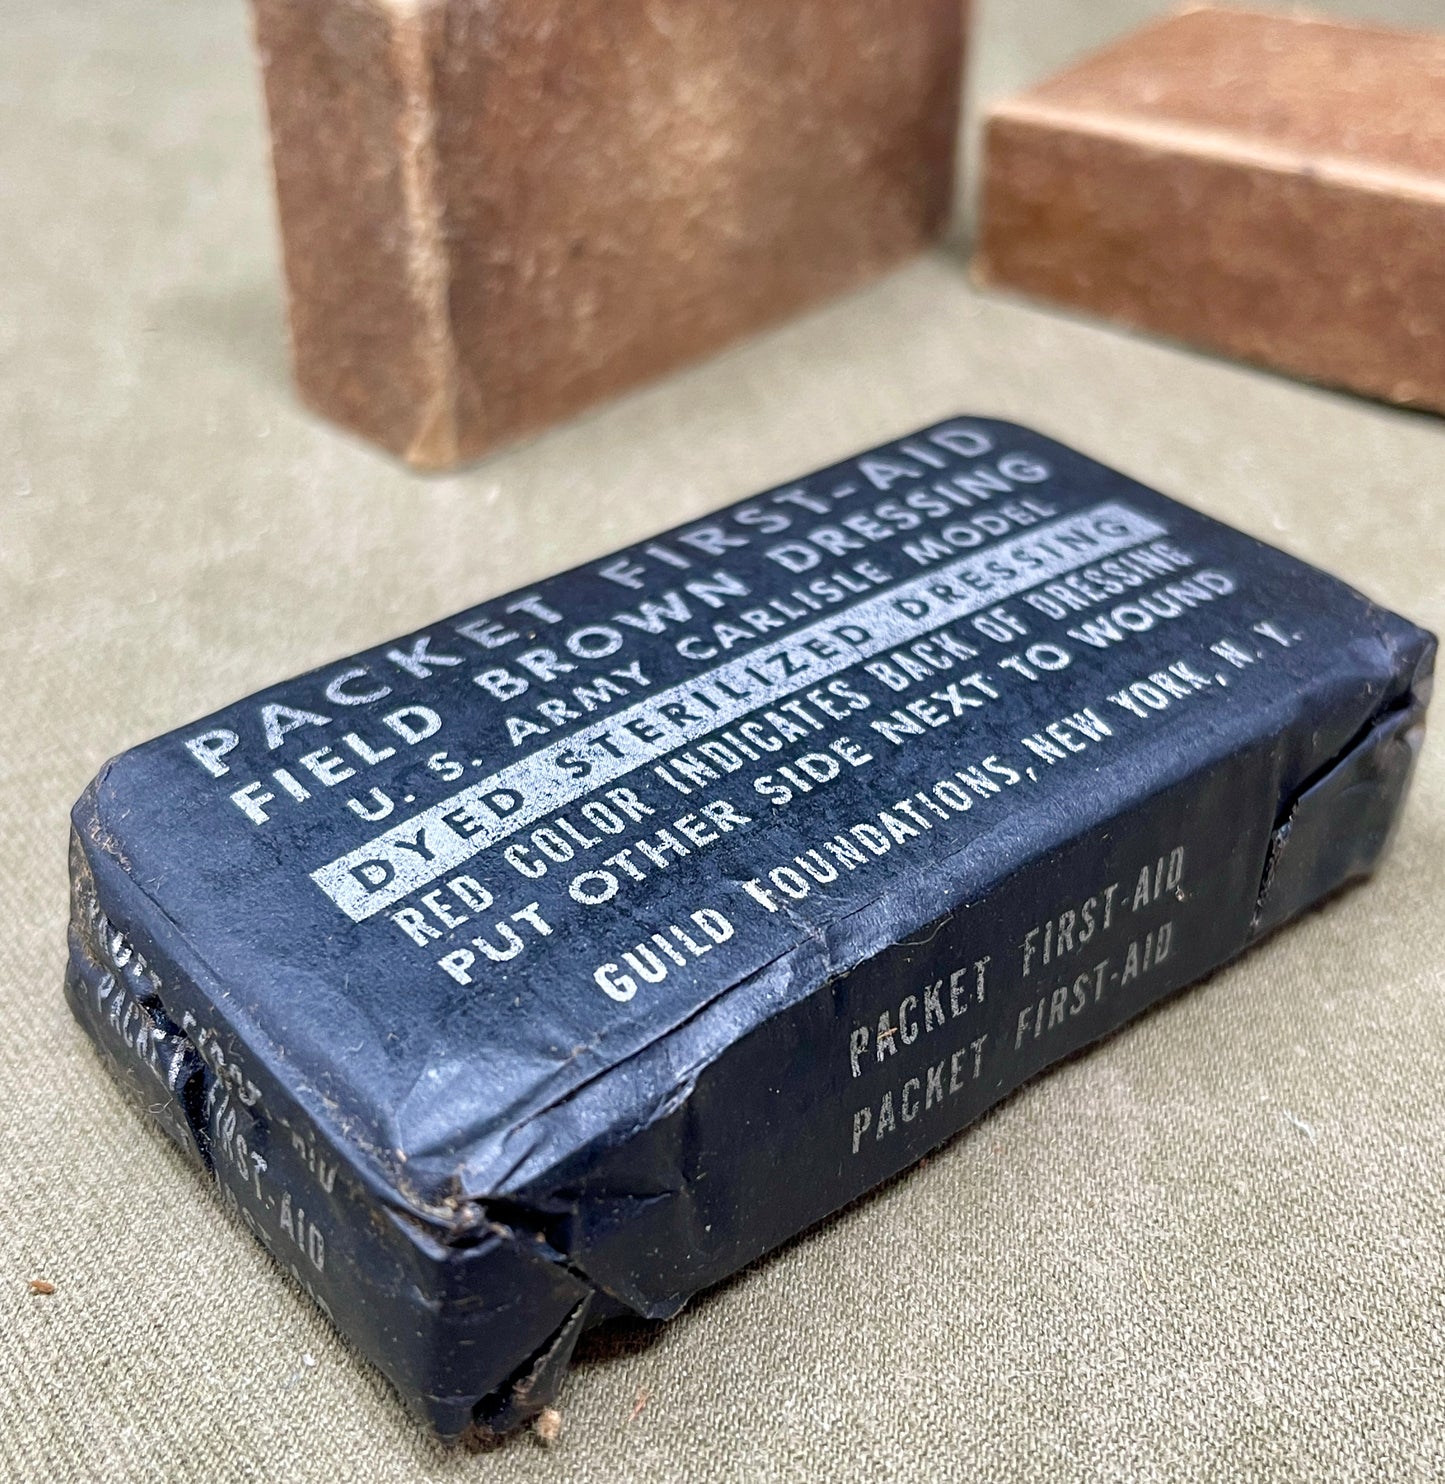 PACKET FIRST-AID
FIELD BROWN DRESSING
U. S. ARMY CARLISLE MODEL
DYED STERILIZED DRESSING
RED COLOR INDICATES BACK OF DRESSING
PUT OTHER SIDE NEXT TO WOUND
GUILD FOUNDATIONS, NEW YORK, N. Y.
PACKET FIRST-AID
PACKET FIRST-AID
PACKET FIRST-AID